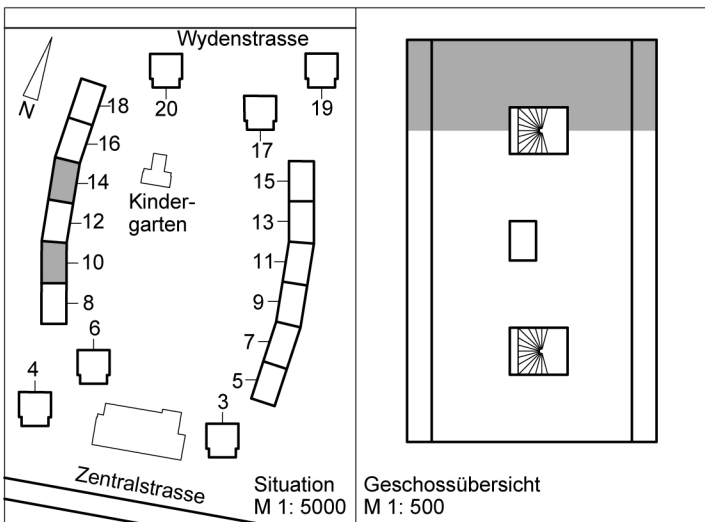 Wydenstrasse
N
18
20
19
16
17
14
15
Kinder-
garten
12
13
10
11
8
9
6
7
4
5
3
Zentralstrasse
Situation
M 1: 5000
Geschossübersicht
M 1: 500